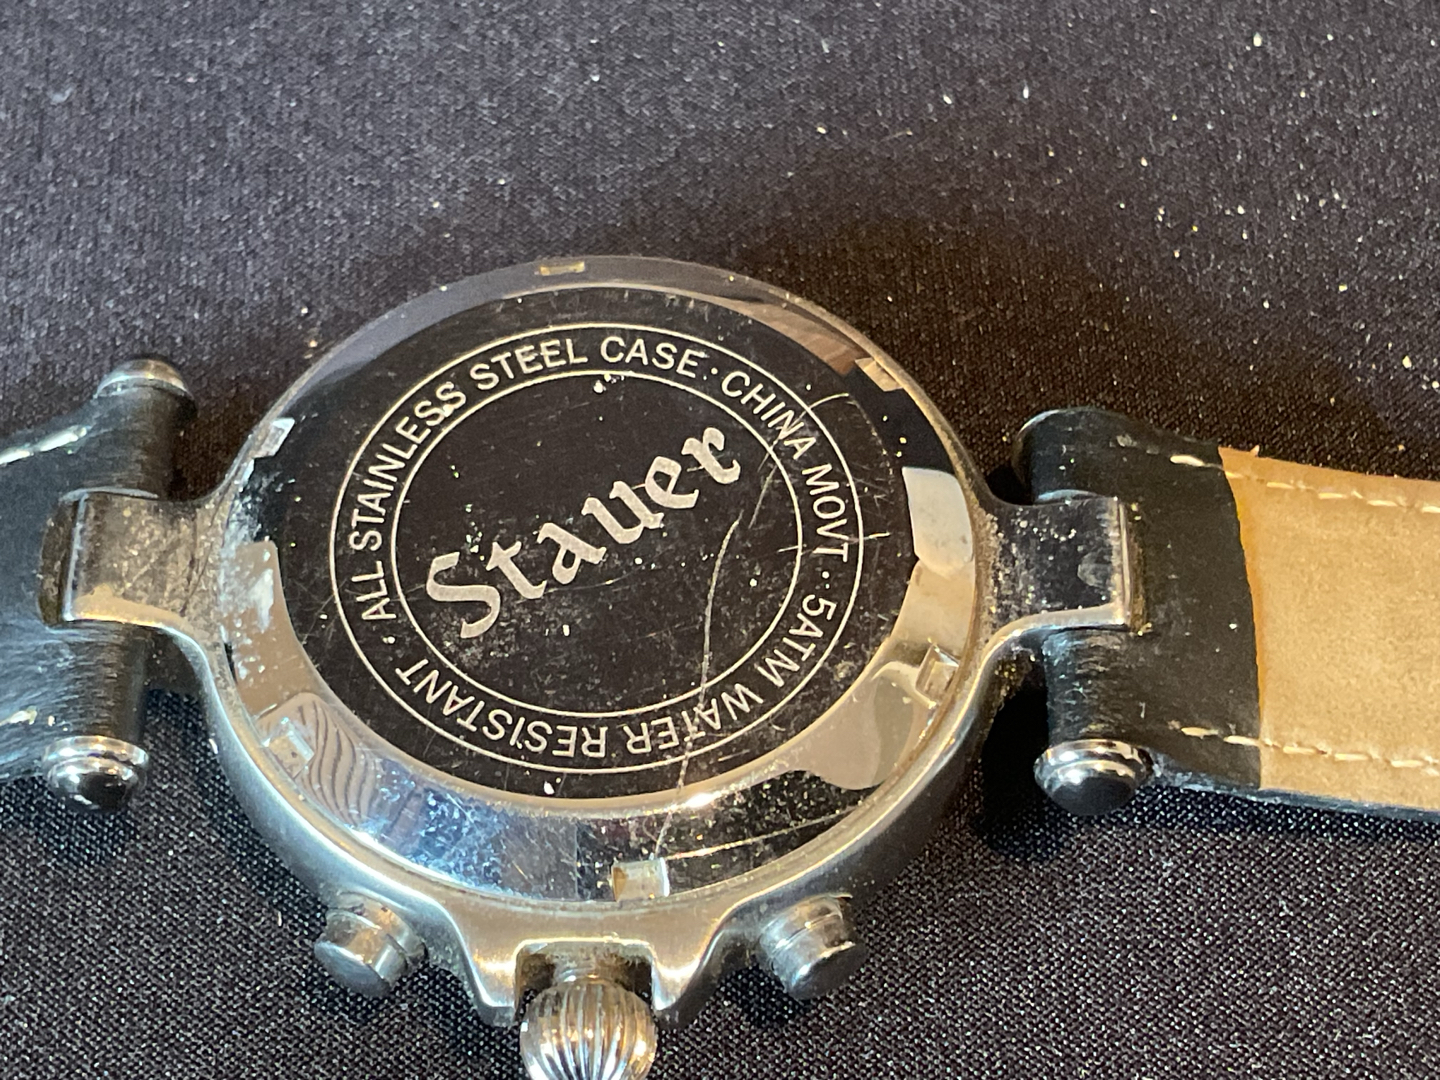 Stauer
ALL STAINLESS STEEL CASE · CHINA MOVT · · 5ATM WATER RESISTANT ·